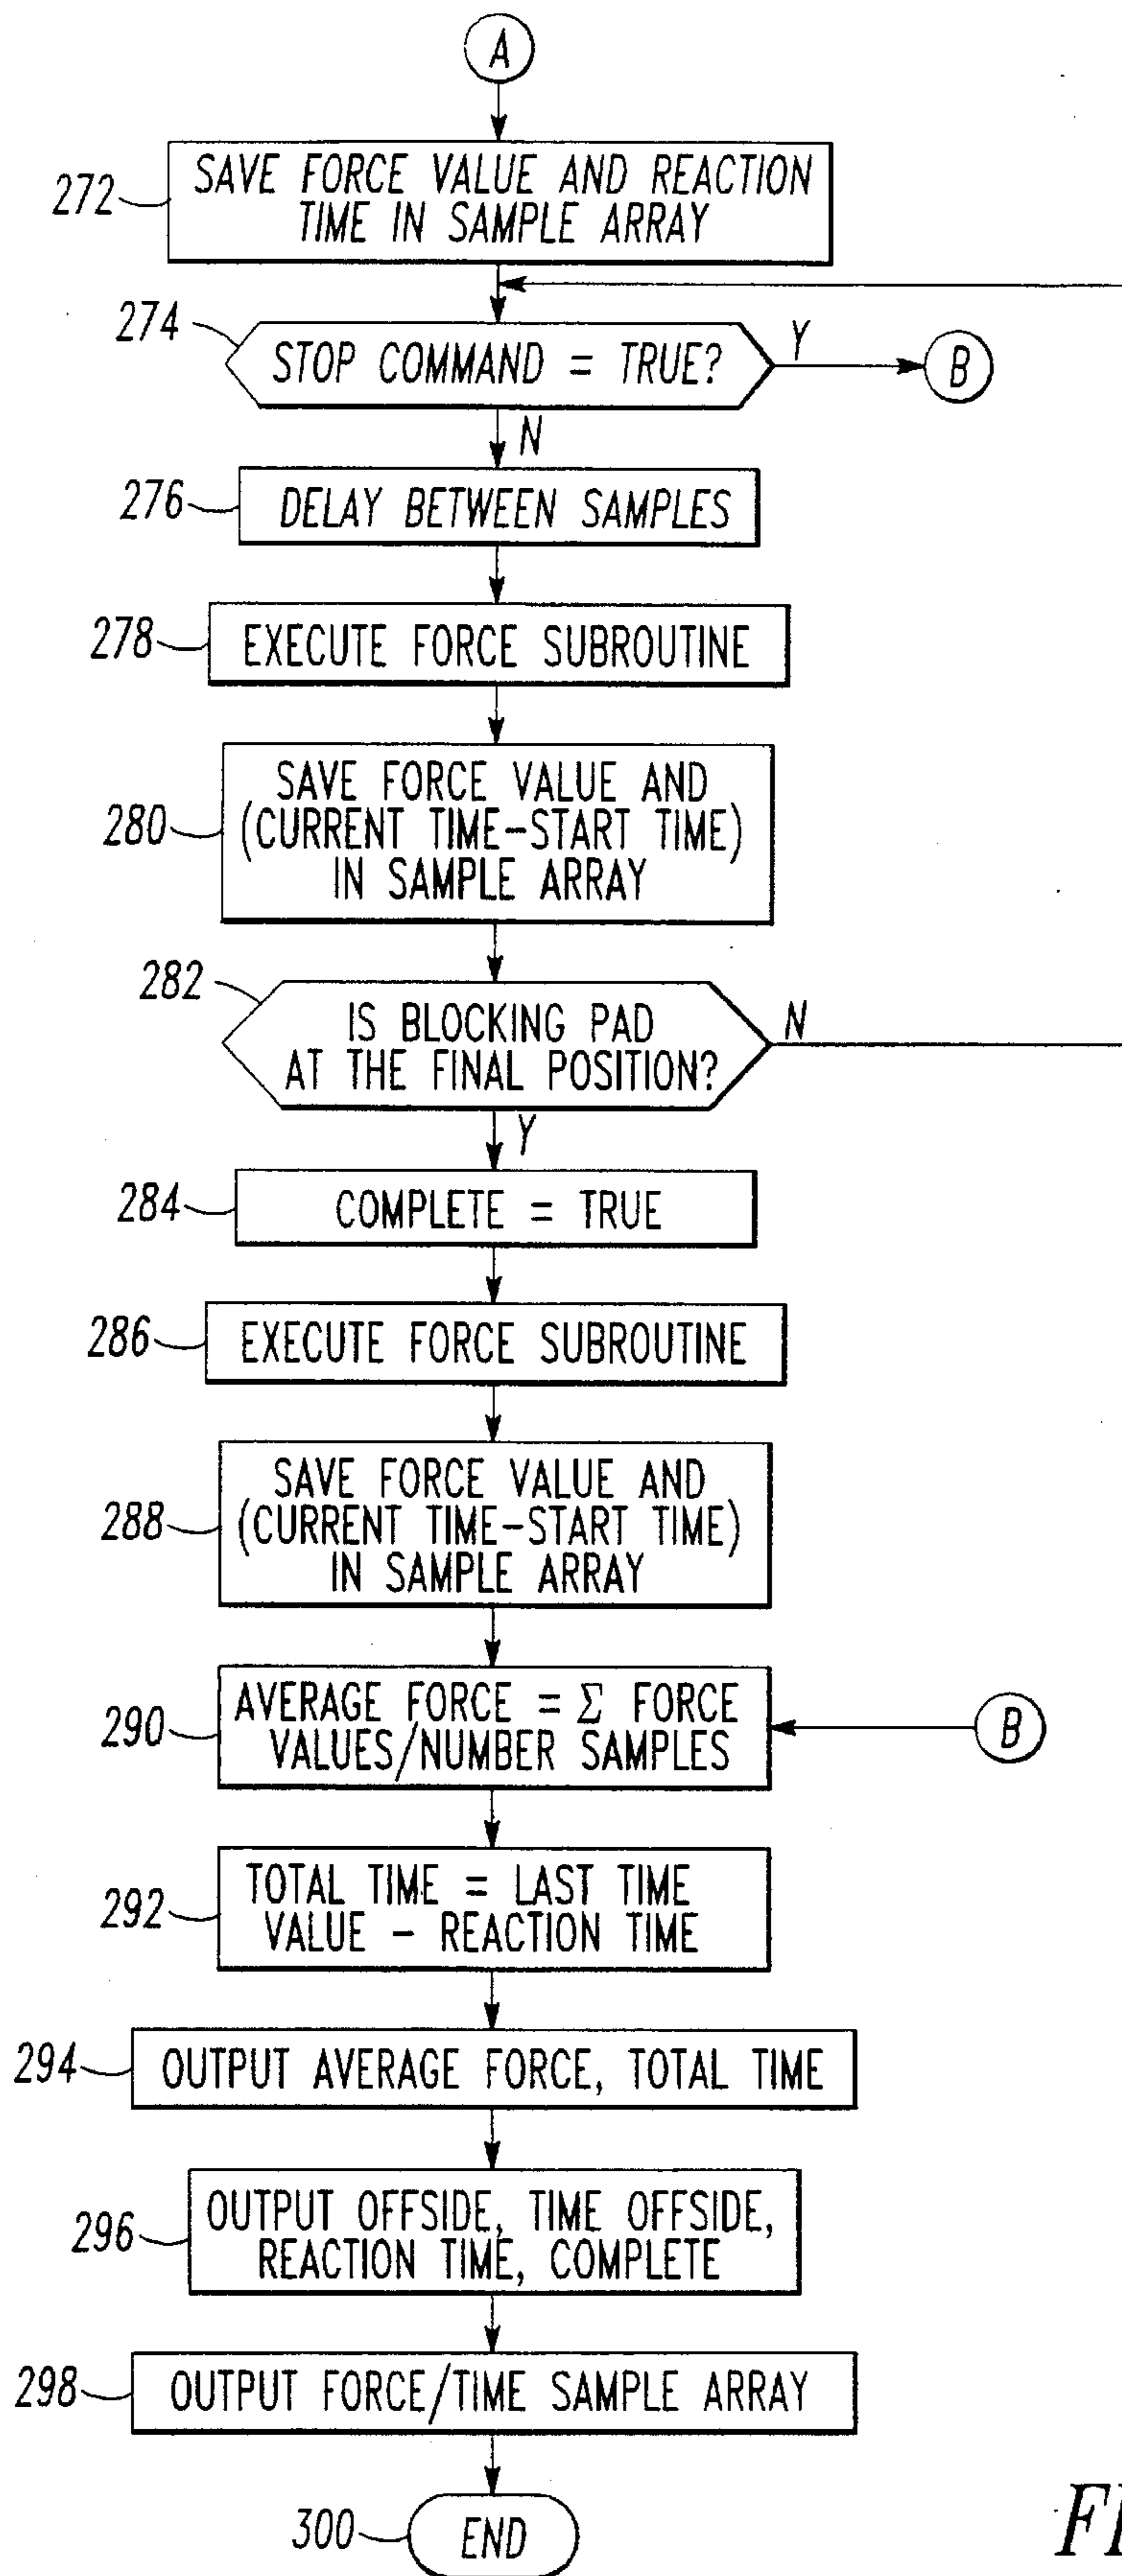 A
272
SAVE FORCE VALUE AND REACTION
TIME IN SAMPLE ARRAY
274
STOP COMMAND = TRUE?
Y
B
N
276
DELAY BETWEEN SAMPLES
278
EXECUTE FORCE SUBROUTINE
280
SAVE FORCE VALUE AND
(CURRENT TIME-START TIME)
IN SAMPLE ARRAY
282
IS BLOCKING PAD
AT THE FINAL POSITION?
N
Y
284
COMPLETE = TRUE
286
EXECUTE FORCE SUBROUTINE
288
SAVE FORCE VALUE AND
(CURRENT TIME-START TIME)
IN SAMPLE ARRAY
290
AVERAGE FORCE = Σ FORCE
VALUES/NUMBER SAMPLES
B
292
TOTAL TIME = LAST TIME
VALUE - REACTION TIME
294
OUTPUT AVERAGE FORCE, TOTAL TIME
296
OUTPUT OFFSIDE, TIME OFFSIDE,
REACTION TIME, COMPLETE
298
OUTPUT FORCE/TIME SAMPLE ARRAY
300
END